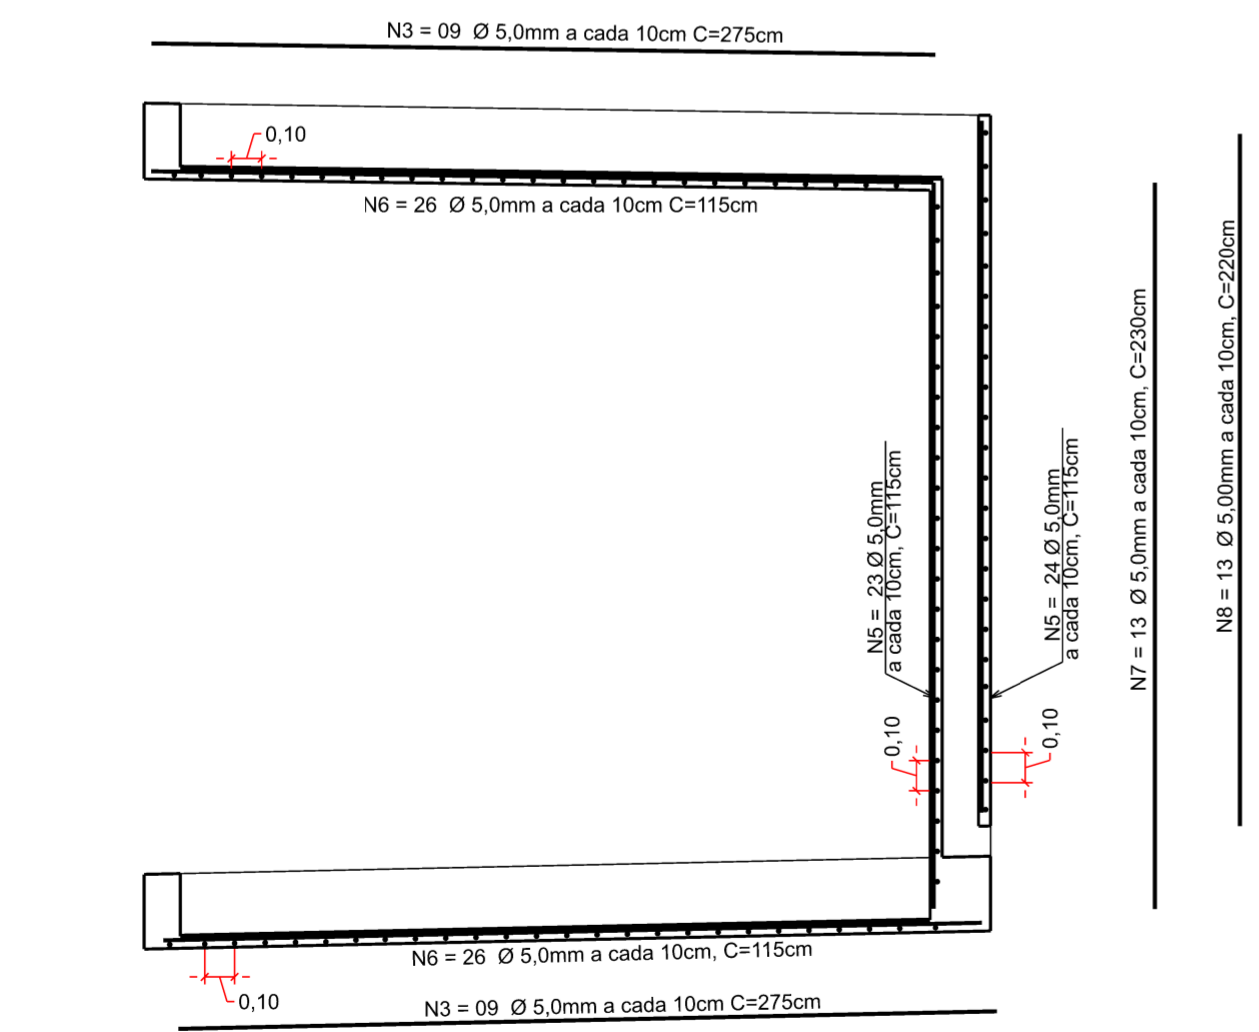 N3 = 09  Ø 5,0mm a cada 10cm C=275cm
0,10
N6 = 26  Ø 5,0mm a cada 10cm C=115cm
N5 =  23 Ø 5,0mm
a cada 10cm, C=115cm
N5 =  24 Ø 5,0mm
a cada 10cm, C=115cm
N7 = 13  Ø 5,0mm a cada 10cm, C=230cm
N8 = 13  Ø 5,00mm a cada 10cm, C=220cm
0,10
0,10
N6 = 26  Ø 5,0mm a cada 10cm, C=115cm
0,10
N3 = 09  Ø 5,0mm a cada 10cm C=275cm